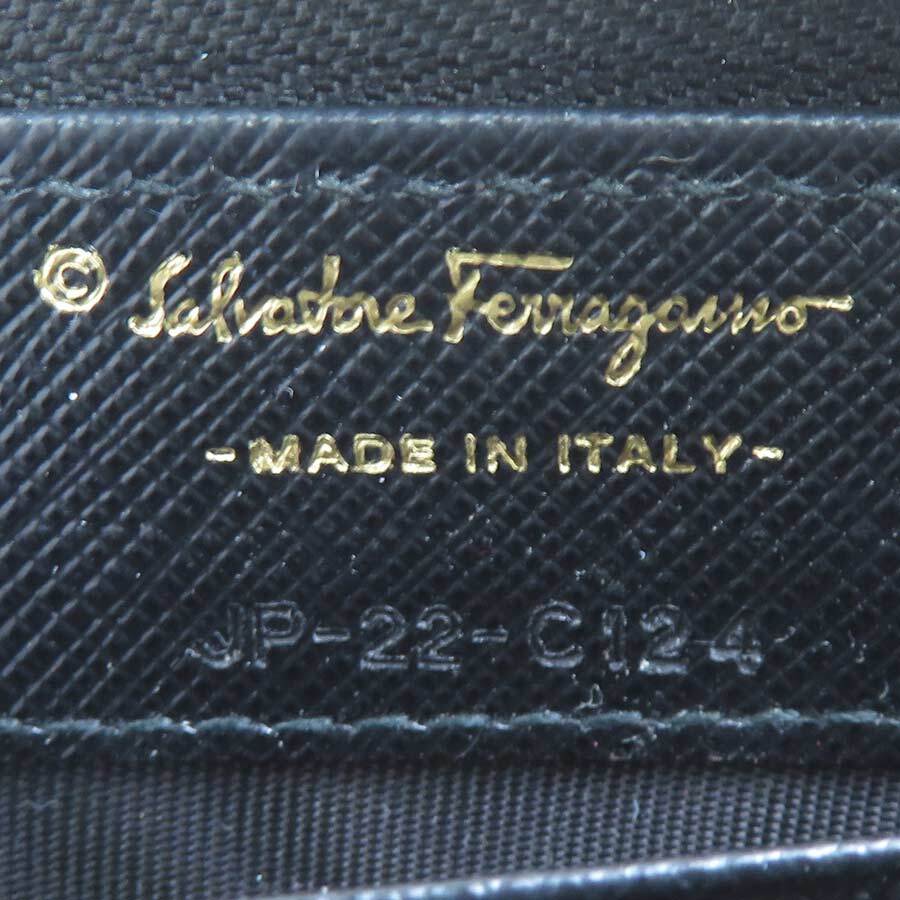 © Salvatore Ferragamo
-MADE IN ITALY-
JP-22-C124